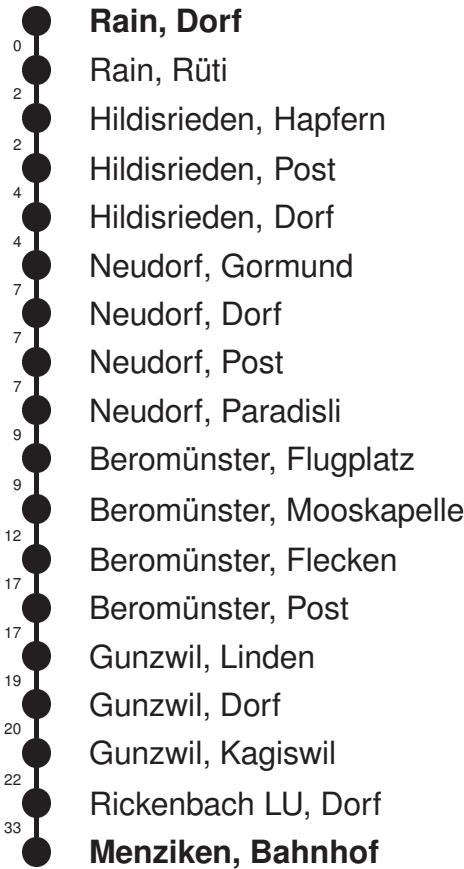 Rain, Dorf
0
Rain, Rüti
2
Hildisrieden, Hapfern
2
Hildisrieden, Post
4
Hildisrieden, Dorf
4
Neudorf, Gormund
7
Neudorf, Dorf
7
Neudorf, Post
7
Neudorf, Paradisli
9
Beromünster, Flugplatz
9
Beromünster, Mooskapelle
12
Beromünster, Flecken
17
Beromünster, Post
17
Gunzwil, Linden
19
Gunzwil, Dorf
20
Gunzwil, Kagiswil
22
Rickenbach LU, Dorf
33
Menziken, Bahnhof